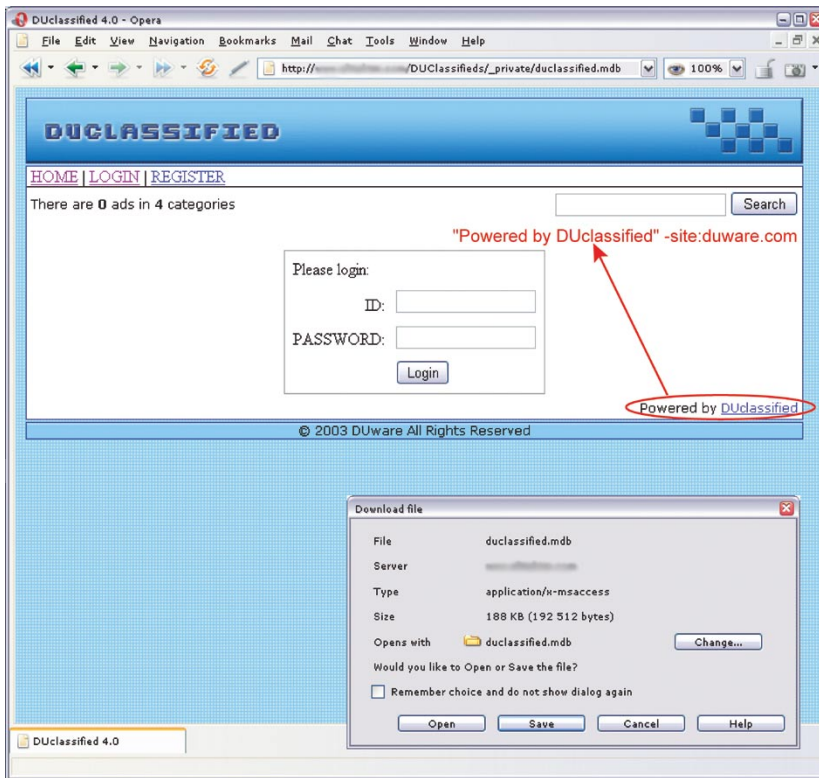 DUclassified 4.0 - Opera
File Edit View Navigation Bookmarks Mail Chat Tools Window Help
http:// /DUClassifieds/_private/duclassified.mdb 100%
DUCLASSIFIED
HOME | LOGIN | REGISTER
There are 0 ads in 4 categories Search
"Powered by DUclassified" -site:duware.com
Please login:
ID:
PASSWORD:
Login
Powered by DUclassified
© 2003 DUware All Rights Reserved
Download file
File duclassified.mdb
Server
Type application/x-msaccess
Size 188 KB (192 512 bytes)
Opens with duclassified.mdb Change...
Would you like to Open or Save the file?
Remember choice and do not show dialog again
Open Save Cancel Help
DUclassified 4.0